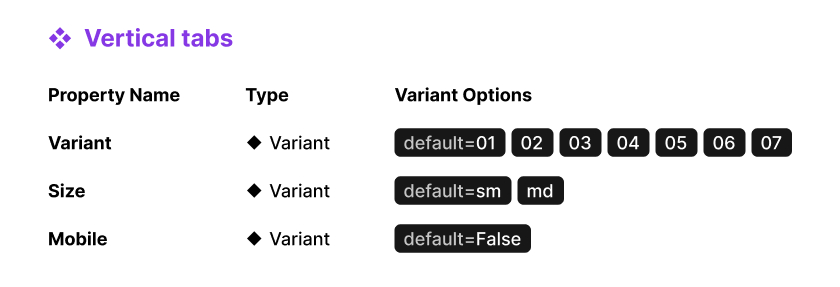 Vertical tabs
Property Name Type Variant Options
Variant Variant default=01 02 03 04 05 06 07
Size Variant default=sm md
Mobile Variant default=False